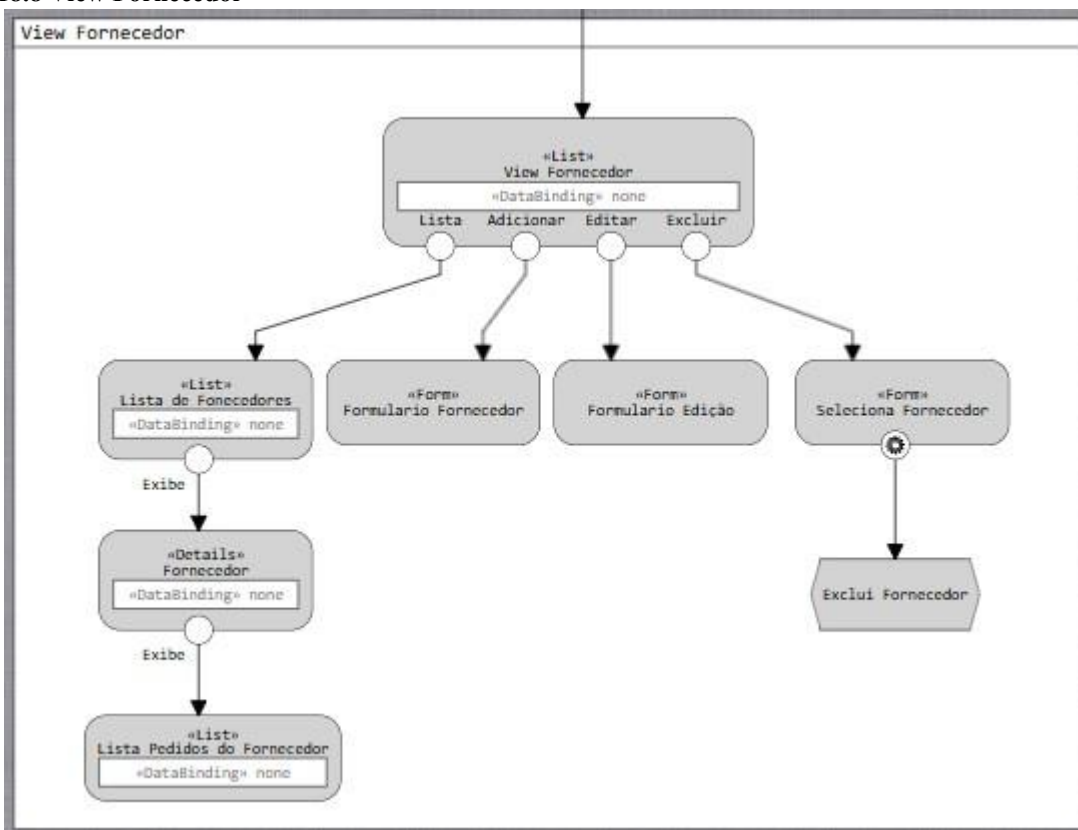 View Fornecedor
«List»
View Fornecedor
«DataBinding» none
Lista Adicionar Editar Excluir
«List»
Lista de Fonecedores
«DataBinding» none
«Form»
Formulario Fornecedor
«Form»
Formulario Edição
«Form»
Seleciona Fornecedor
Exibe
«Details»
Fornecedor
«DataBinding» none
Exclui Fornecedor
Exibe
«List»
Lista Pedidos do Fornecedor
«DataBinding» none